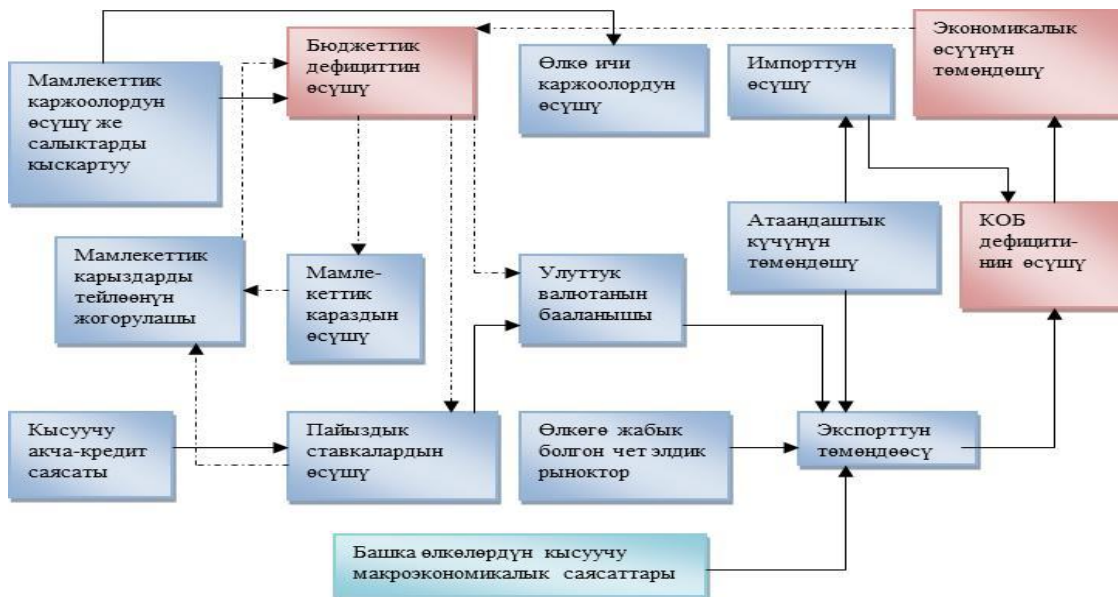 Мамлекеттик
каржоолордун
өсүшү же
салыктарды
кыскартуу
Бюджеттик
дефициттин
өсүшү
Өлкө ичи
каржоолордун
өсүшү
Импорттун
өсүшү
Экономикалык
өсүүнүн
төмөндөшү
Мамлекеттик
карыздарды
тейлөөнүн
жогорулашы
Мамле-
кеттик
караздын
өсүшү
Улуттук
валютанын
бааланышы
Атаандаштык
күчүнүн
төмөндөшү
КОБ
дефицити-
нин өсүшү
Кысуучу
акча-кредит
саясаты
Пайыздык
ставкалардын
өсүшү
Өлкөгө жабык
болгон чет элдик
рыноктор
Экспорттун
төмөндөөсү
Башка өлкөлөрдүн кысуучу
макроэкономикалык саясаттары